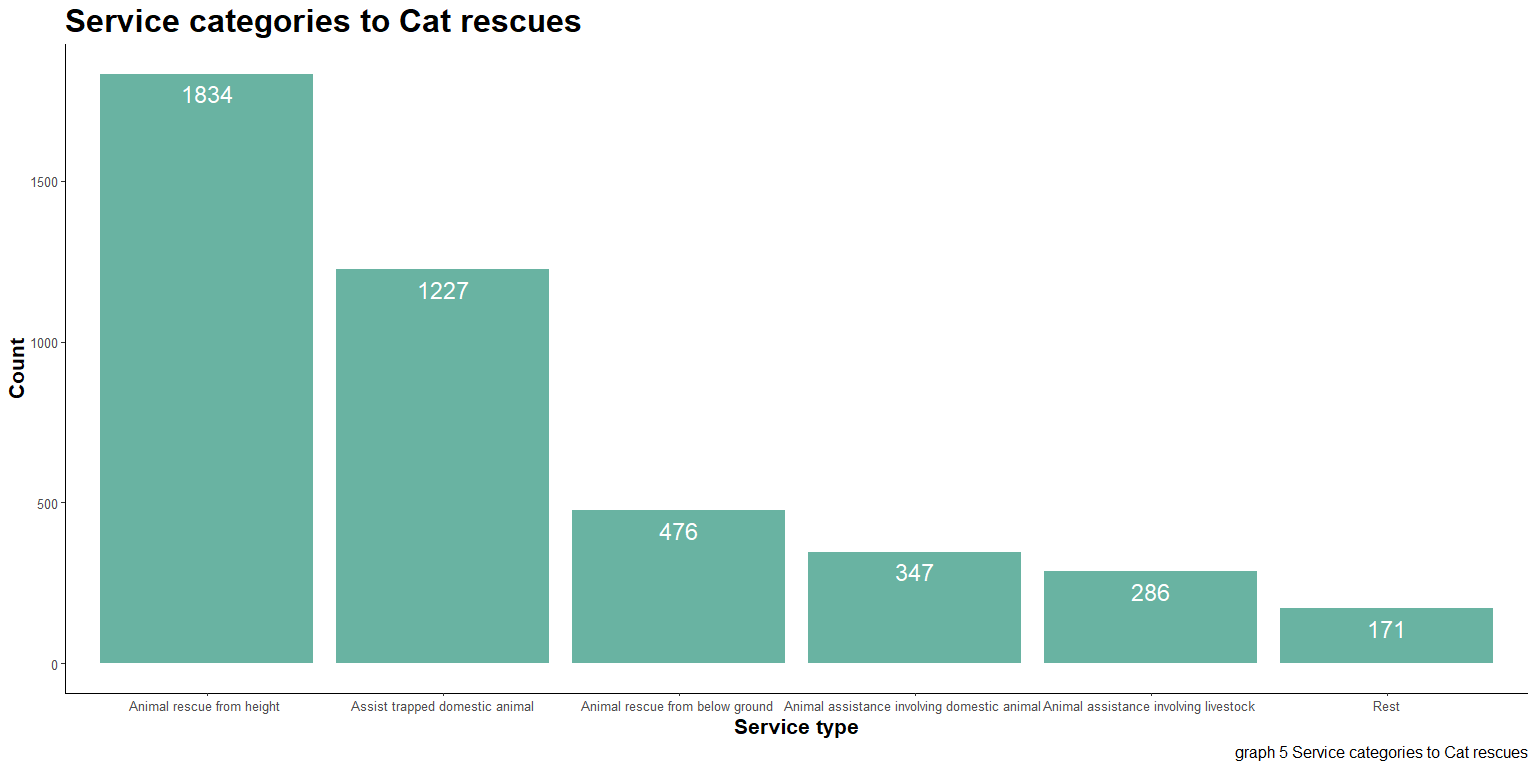 Service categories to Cat rescues
1834
1227
476
347
286
171
1500
1000
500
0
Count
Animal rescue from height
Assist trapped domestic animal
Animal rescue from below ground
Animal assistance involving domestic animal
Animal assistance involving livestock
Rest
Service type
graph 5 Service categories to Cat rescues